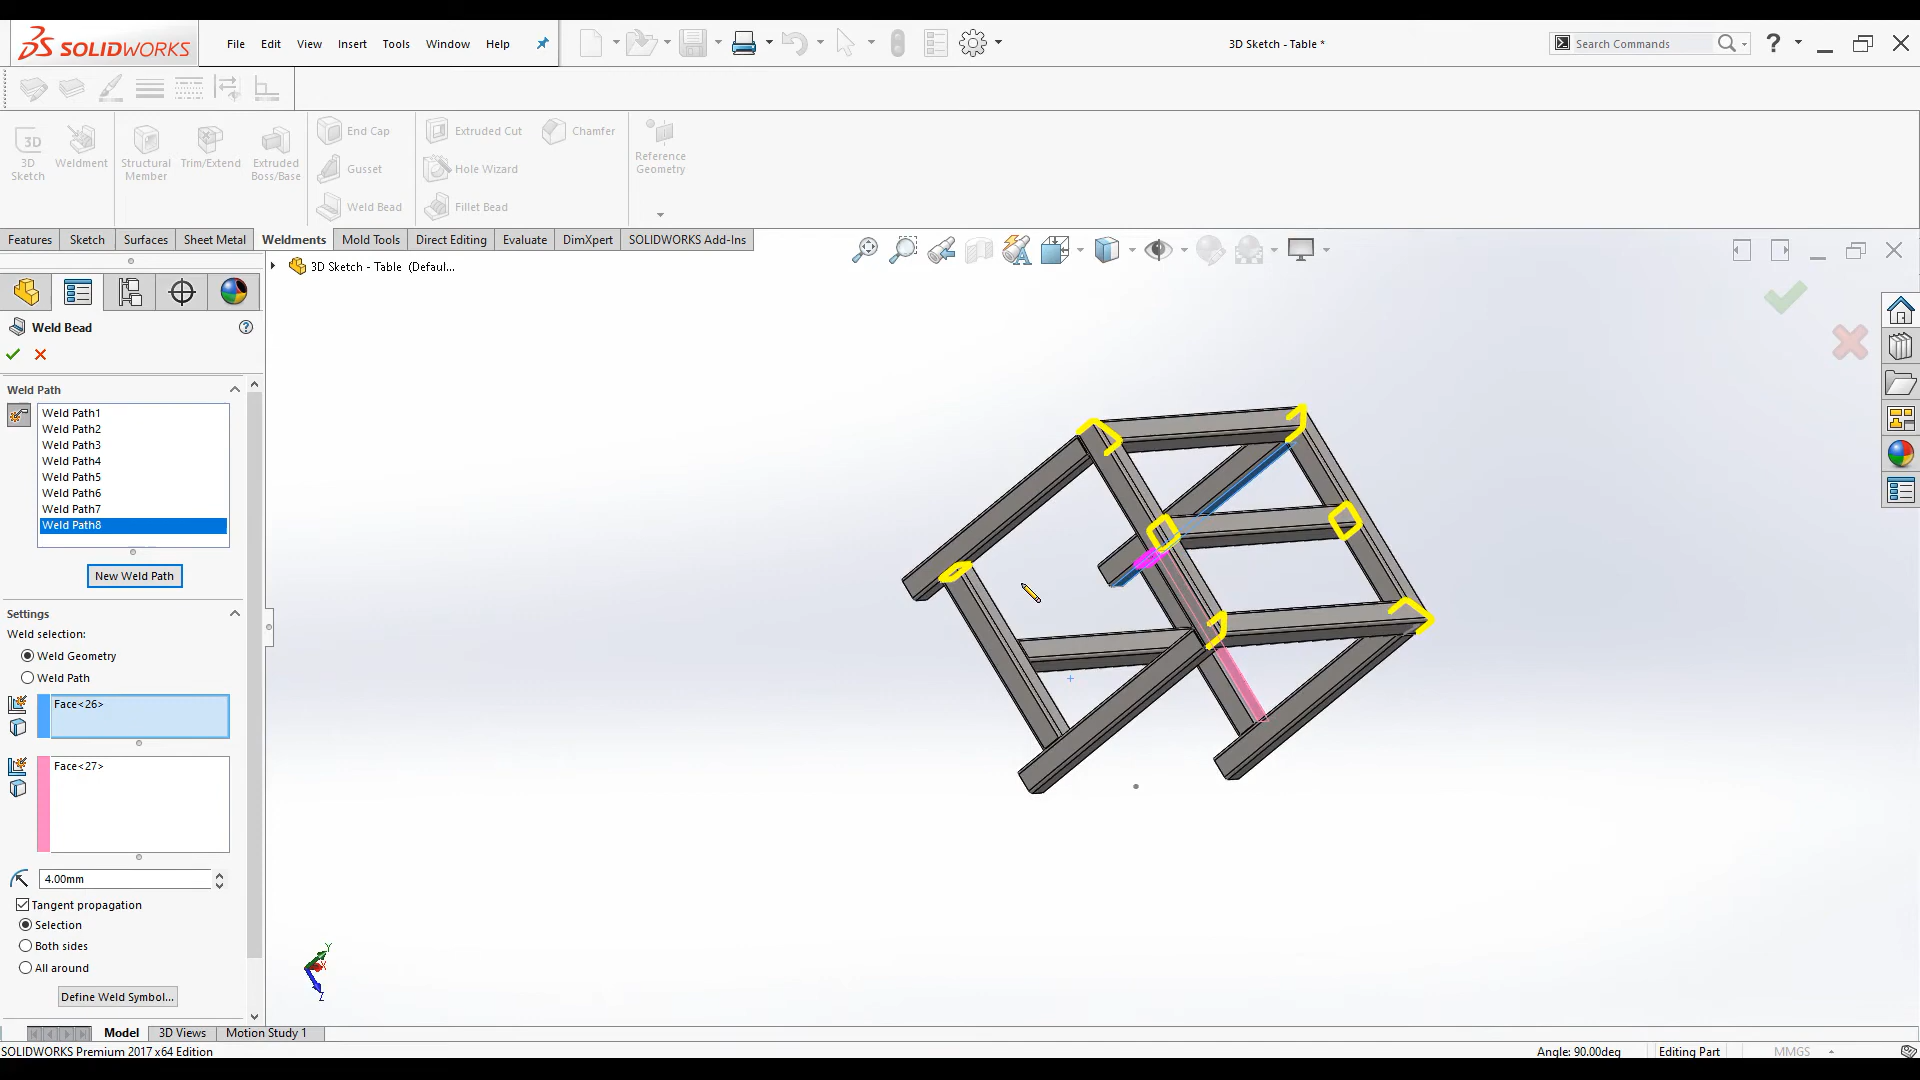 SOLIDWORKS
File Edit View Insert Tools Window Help
3D Sketch - Table *
Search Commands
?
3D Sketch
Weldment
Structural Member
Trim/Extend
Extruded Boss/Base
End Cap
Gusset
Weld Bead
Extruded Cut
Hole Wizard
Fillet Bead
Chamfer
Reference Geometry
Features Sketch Surfaces Sheet Metal Weldments Mold Tools Direct Editing Evaluate DimXpert SOLIDWORKS Add-Ins
3D Sketch - Table (Defaul...
Weld Bead
?
Weld Path
Weld Path1
Weld Path2
Weld Path3
Weld Path4
Weld Path5
Weld Path6
Weld Path7
Weld Path8
New Weld Path
Settings
Weld selection:
Weld Geometry
Weld Path
Face<26>
Face<27>
4.00mm
Tangent propagation
Selection
Both sides
All around
Define Weld Symbol...
Y
X
Z
Model 3D Views Motion Study 1
SOLIDWORKS Premium 2017 x64 Edition
Angle: 90.00deg Editing Part MMGS